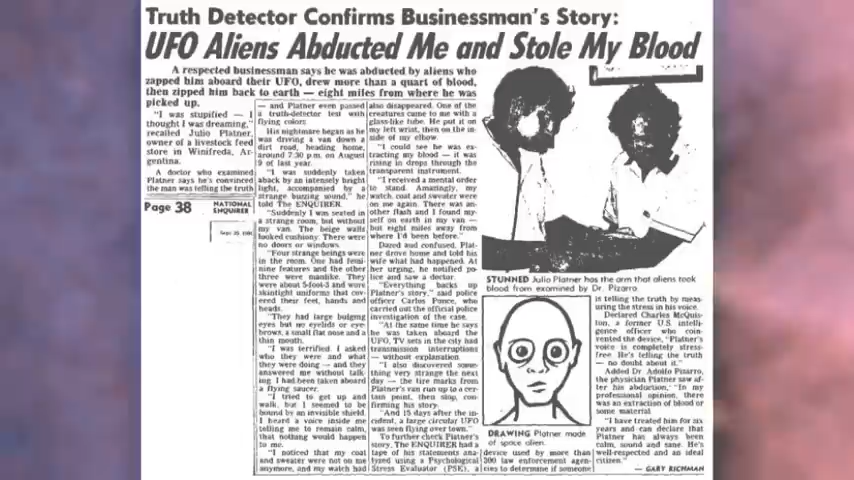 Truth Detector Confirms Businessman's Story:
UFO Aliens Abducted Me and Stole My Blood
A respected businessman says he was abducted by aliens who
zapped him aboard their UFO, drew more than a quart of blood,
then zipped him back to earth — eight miles from where he was
picked up.
"I was stupified — I
thought I was dreaming,"
recalled Julio Platner,
owner of a livestock feed
store in Winifreda, Ar-
gentina.
A doctor who examined
Platner says he's convinced
the man was telling the truth
Page 38
NATIONAL
ENQUIRER
— and Platner even passed
a truth-detector test with
flying colors.
His nightmare began as he
was driving a van down a
dirt road, heading home,
around 7:30 p.m. on August
9 of last year.
"I was suddenly taken
aback by an intensely bright
light, accompanied by a
strange buzzing sound," he
told The ENQUIRER.
"Suddenly I was seated in
a strange room, but without
my van. The beige walls
looked cushiony. There were
no doors or windows.
"Four strange beings were
in the room. One had femi-
nine features and the other
three were manlike. They
were about 5-foot-5 and wore
skintight uniforms that cov-
ered their feet, hands and
heads.
"They had large bulging
eyes but no eyelids or eye-
brows, a small flat nose and a
thin mouth.
"I was terrified. I asked
who they were and what
they were doing — and they
answered me without talk-
ing. I had been taken aboard
a flying saucer.
"I tried to get up and
walk, but I seemed to be
bound by an invisible shield.
I heard a voice inside me
telling me to remain calm,
that nothing would happen
to me.
"I noticed that my coat
and sweater were not on me
anymore, and my watch had
also disappeared. One of the
creatures came to me with a
glass-like tube. He put it on
my left wrist, then on the in-
side of my elbow.
"I could see he was ex-
tracting my blood — it was
rising in drops through the
transparent instrument.
"I received a mental order
to stand. Amazingly, my
watch, coat and sweater were
on me again. There was an-
other flash and I found my-
self on earth in my van —
but eight miles away from
where I'd been before."
Dazed and confused, Plat-
ner drove home and told his
wife what had happened. At
her urging, he notified po-
lice and saw a doctor.
"Everything backs up
Platner's story," said police
officer Carlos Ponce, who
carried out the official police
investigation of the case.
"At the same time he says
he was taken aboard the
UFO, TV sets in the city had
transmission interruptions
— without explanation.
"I also discovered some-
thing very strange the next
day — the tire marks from
Platner's van run up to a cer-
tain point, then stop, con-
firming his story.
"And 15 days after the in-
cident, a large circular UFO
was seen flying over town."
To further check Platner's
story, The ENQUIRER had a
tape of his statements ana-
lyzed using a Psychological
Stress Evaluator (PSE), a
STUNNED Julio Platner has the arm that aliens took
blood from examined by Dr. Pizarro.
DRAWING Platner made
of space alien.
device used by more than
300 law enforcement agen-
cies to determine if someone
is telling the truth by meas-
uring the stress in his voice.
Declared Charles McQuis-
ton, a former U.S. intelli-
gence officer who coin-
vented the device, "Platner's
voice is completely stress-
free. He's telling the truth
— no doubt about it."
Added Dr. Adolfo Pizarro,
the physician Platner saw af-
ter his abduction, "In my
professional opinion, there
was an extraction of blood or
some material.
"I have treated him for six
years and can declare that
Platner has always been
calm, sound and sane. He's
well-respected and an ideal
citizen."
— GARY RICHMAN